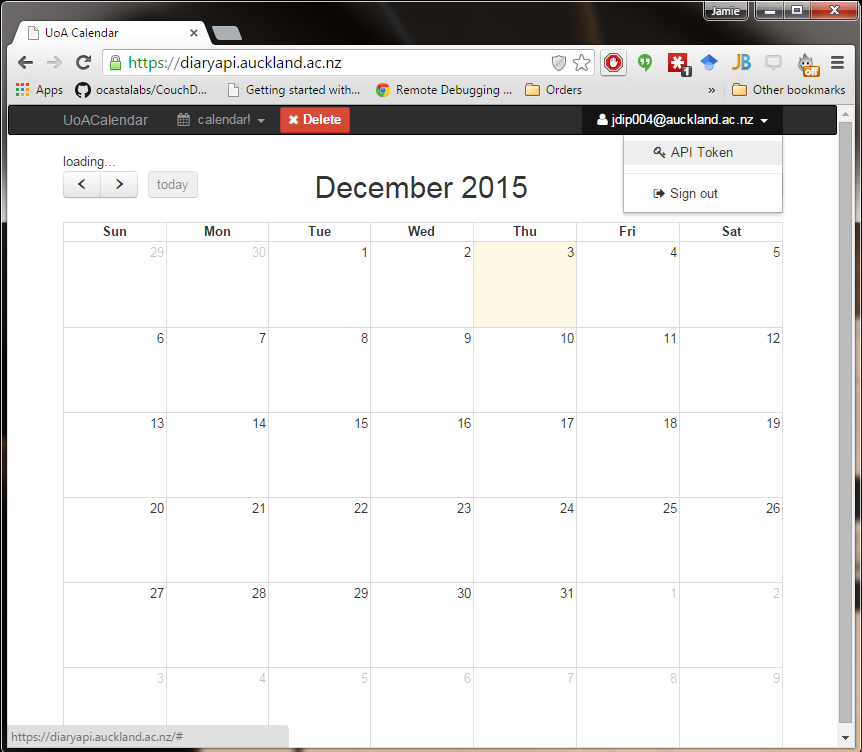 Jamie
UoA Calendar
https://diaryapi.auckland.ac.nz
1
JB
off
Apps ocastalabs/CouchD... Getting started with... Remote Debugging ... Orders » Other bookmarks
UoACalendar calendar! Delete jdip004@auckland.ac.nz
API Token
Sign out
loading...
today
December 2015
Sun Mon Tue Wed Thu Fri Sat
29 30 1 2 3 4 5
6 7 8 9 10 11 12
13 14 15 16 17 18 19
20 21 22 23 24 25 26
27 28 29 30 31 1 2
3 4 5 6 7 8 9
https://diaryapi.auckland.ac.nz/#